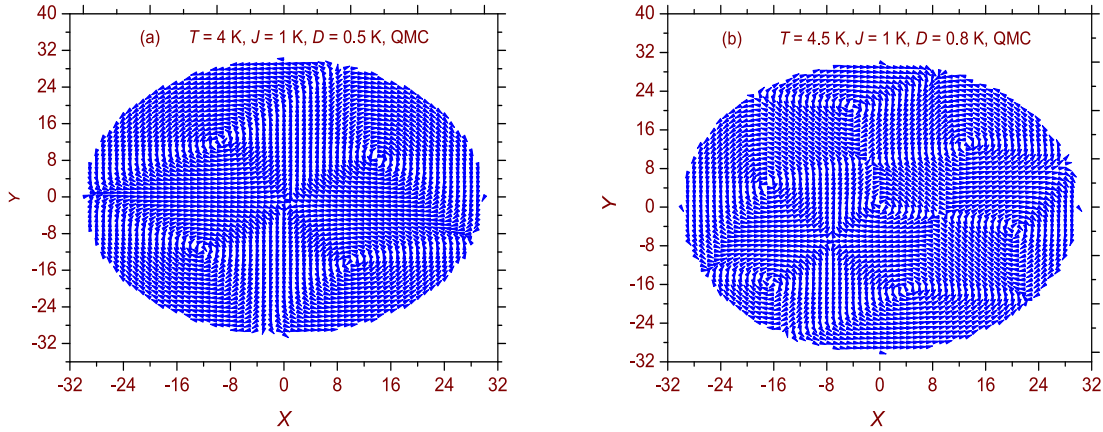 (a) T = 4 K, J = 1 K, D = 0.5 K, QMC
40
32
24
16
8
0
-8
-16
-24
-32
Y
-32 -24 -16 -8 0 8 16 24 32
X
(b) T = 4.5 K, J = 1 K, D = 0.8 K, QMC
40
32
24
16
8
0
-8
-16
-24
-32
Y
-32 -24 -16 -8 0 8 16 24 32
X